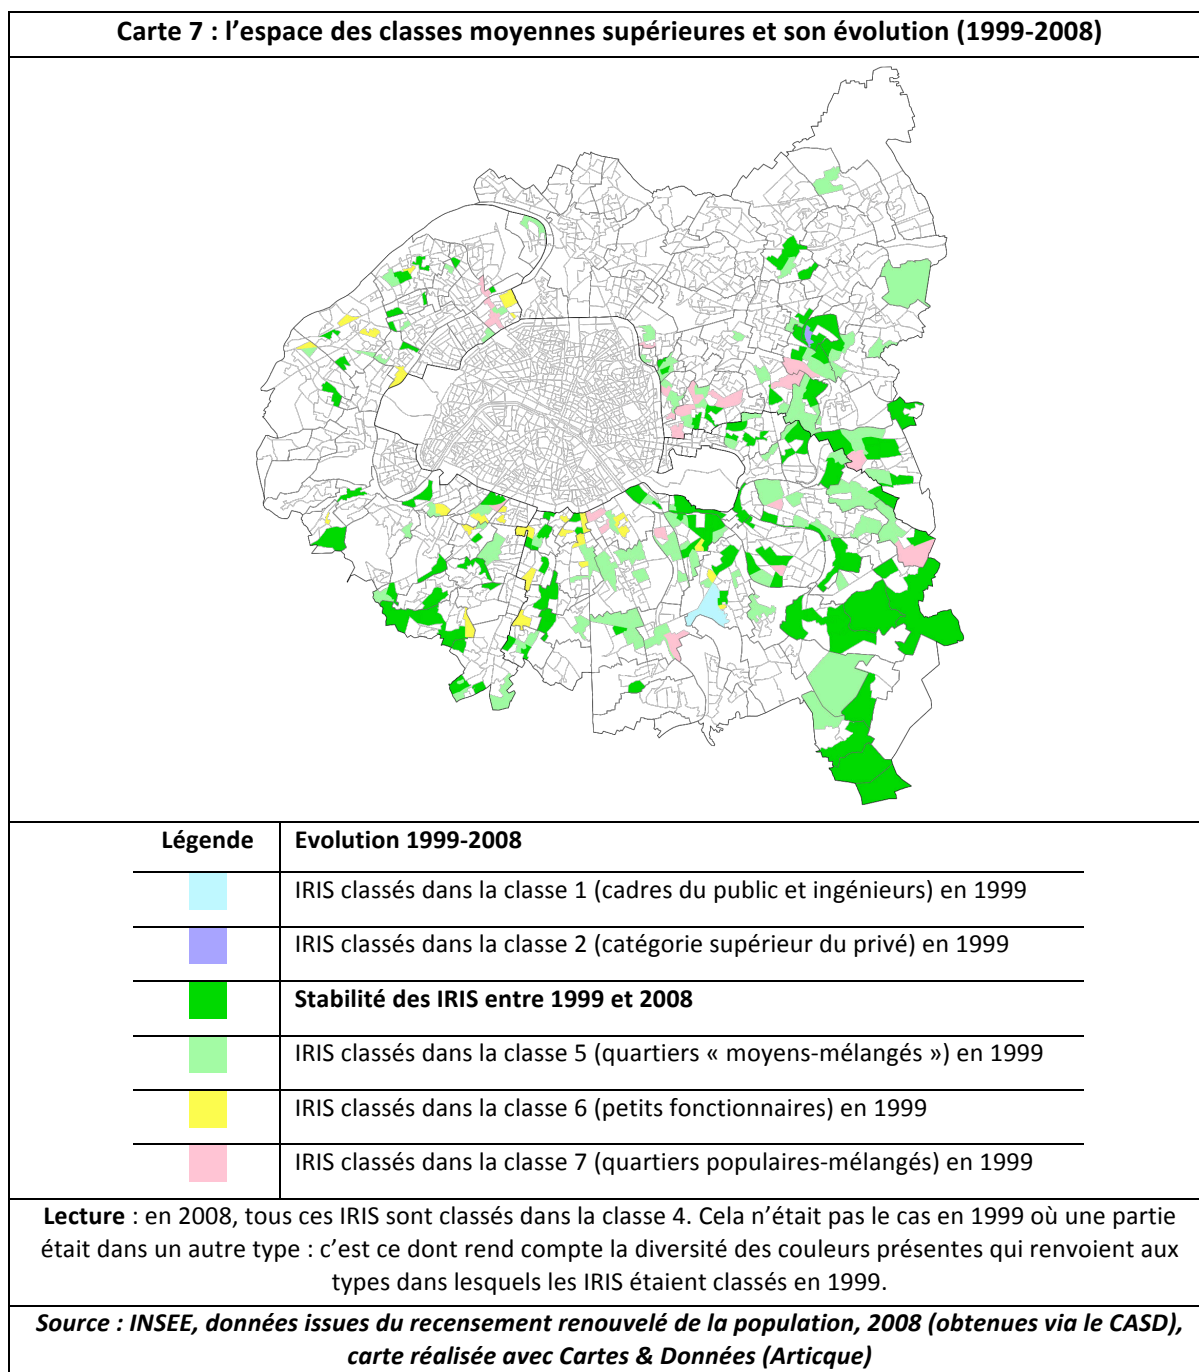 Carte 7 : l’espace des classes moyennes supérieures et son évolution (1999-2008)
Légende
Evolution 1999-2008
IRIS classés dans la classe 1 (cadres du public et ingénieurs) en 1999
IRIS classés dans la classe 2 (catégorie supérieur du privé) en 1999
Stabilité des IRIS entre 1999 et 2008
IRIS classés dans la classe 5 (quartiers « moyens-mélangés ») en 1999
IRIS classés dans la classe 6 (petits fonctionnaires) en 1999
IRIS classés dans la classe 7 (quartiers populaires-mélangés) en 1999
Lecture : en 2008, tous ces IRIS sont classés dans la classe 4. Cela n’était pas le cas en 1999 où une partie
était dans un autre type : c’est ce dont rend compte la diversité des couleurs présentes qui renvoient aux
types dans lesquels les IRIS étaient classés en 1999.
Source : INSEE, données issues du recensement renouvelé de la population, 2008 (obtenues via le CASD),
carte réalisée avec Cartes & Données (Articque)